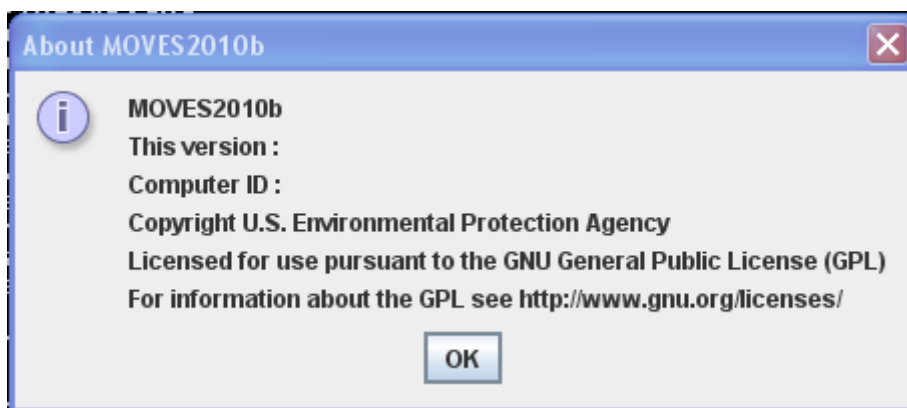 About MOVES2010b
MOVES2010b
This version :
Computer ID :
Copyright U.S. Environmental Protection Agency
Licensed for use pursuant to the GNU General Public License (GPL)
For information about the GPL see http://www.gnu.org/licenses/
OK